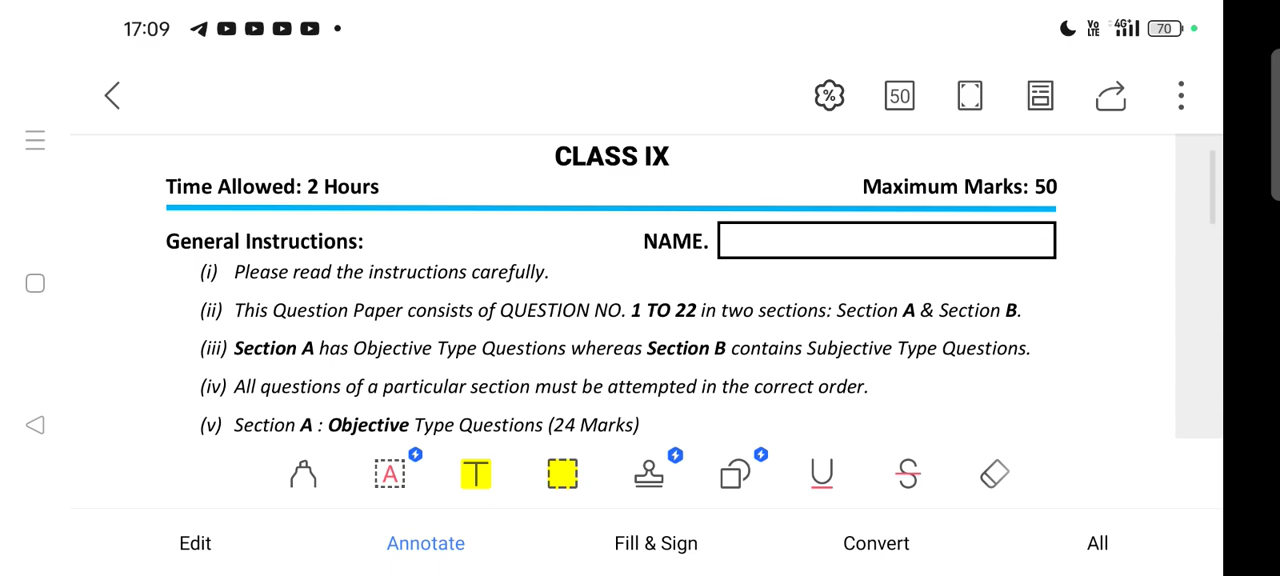 17:09 Vo LTE 4G+ 70
% 50
CLASS IX
Time Allowed: 2 Hours Maximum Marks: 50
General Instructions: NAME.
(i) Please read the instructions carefully.
(ii) This Question Paper consists of QUESTION NO. 1 TO 22 in two sections: Section A & Section B.
(iii) Section A has Objective Type Questions whereas Section B contains Subjective Type Questions.
(iv) All questions of a particular section must be attempted in the correct order.
(v) Section A : Objective Type Questions (24 Marks)
A T U S
Edit Annotate Fill & Sign Convert All